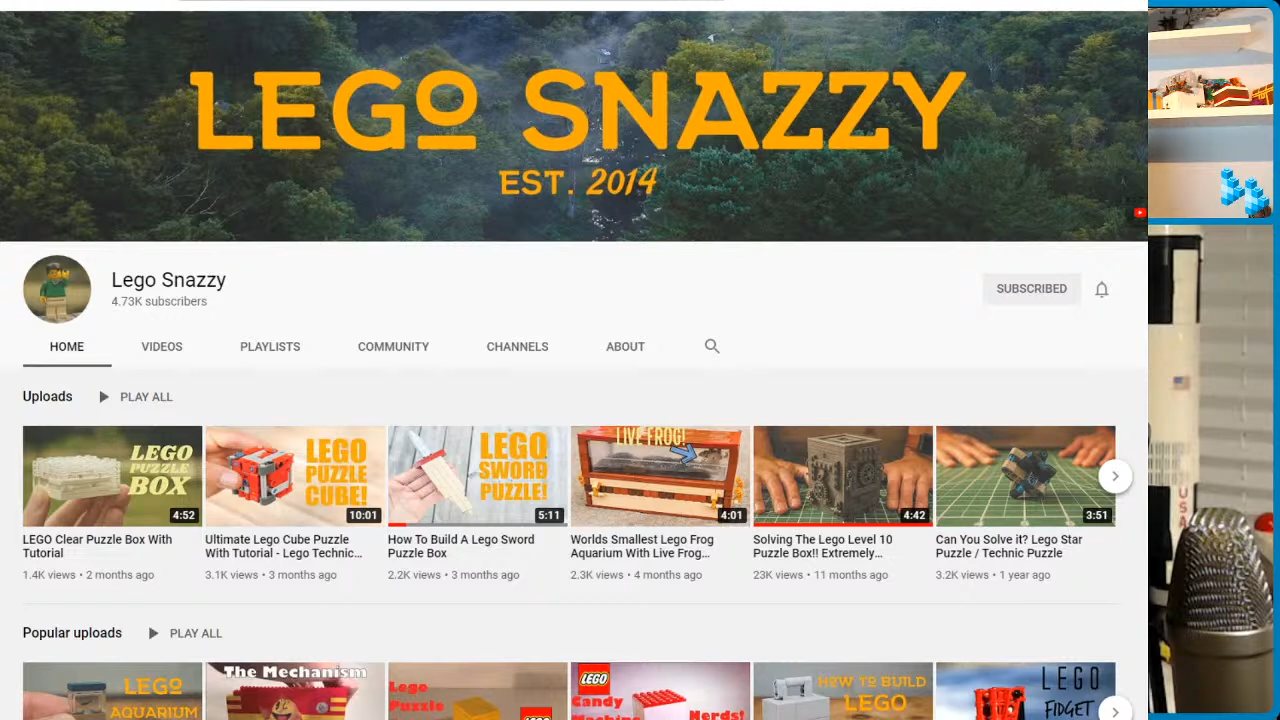 LEGO SNAZZY
EST. 2014
Lego Snazzy
4.73K subscribers
SUBSCRIBED
HOME
VIDEOS
PLAYLISTS
COMMUNITY
CHANNELS
ABOUT
Uploads
PLAY ALL
LEGO
PUZZLE
BOX
4:52
LEGO
PUZZLE
CUBE!
10:01
LEGO
SWORD
PUZZLE!
5:11
LIVE FROG!
4:01
4:42
3:51
LEGO Clear Puzzle Box With
Tutorial
1.4K views • 2 months ago
Ultimate Lego Cube Puzzle
With Tutorial - Lego Technic...
3.1K views • 3 months ago
How To Build A Lego Sword
Puzzle Box
2.2K views • 3 months ago
Worlds Smallest Lego Frog
Aquarium With Live Frog...
2.3K views • 4 months ago
Solving The Lego Level 10
Puzzle Box!! Extremely...
23K views • 11 months ago
Can You Solve it? Lego Star
Puzzle / Technic Puzzle
3.2K views • 1 year ago
Popular uploads
PLAY ALL
LEGO
AQUARIUM
The Mechanism
Lego
Puzzle
LEGO
LEGO
Candy
Machine
Nerds!
HOW TO BUILD
LEGO
LEGO
FIDGET
USA